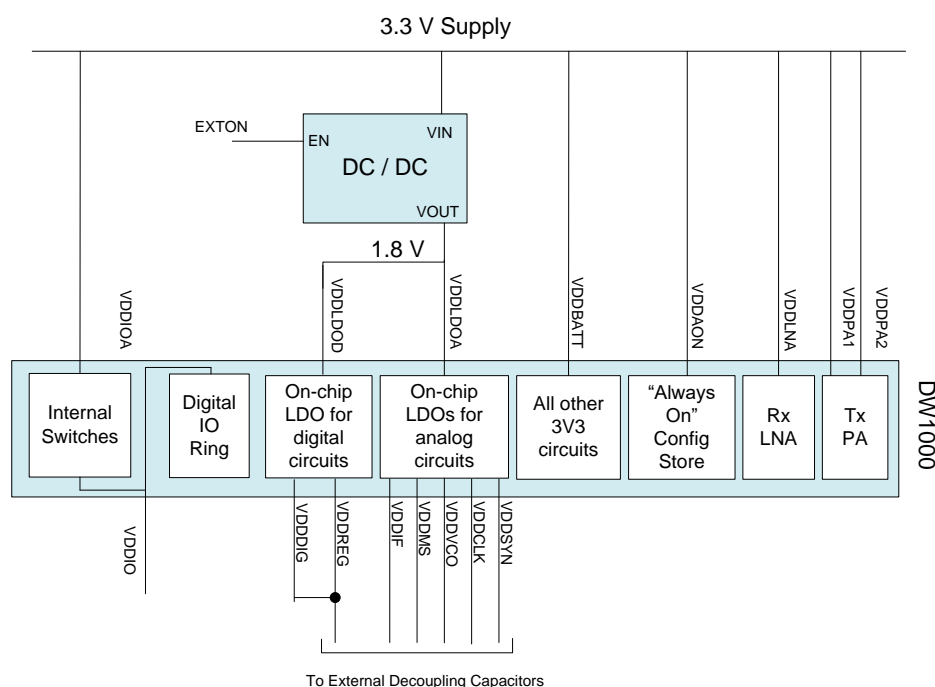 3.3 V Supply
EXTON
EN
VIN
DC / DC
VOUT
1.8 V
VDDIOA
VDDLDOD
VDDLDOA
VDDBATT
VDDAON
VDDLNA
VDDPA1
VDDPA2
Internal
Switches
Digital
IO
Ring
On-chip
LDO for
digital
circuits
On-chip
LDOs for
analog
circuits
All other
3V3
circuits
“Always
On”
Config
Store
Rx
LNA
Tx
PA
DW1000
VDDIO
VDDDIG
VDDREG
VDDIF
VDDMS
VDDVCO
VDDCLK
VDDSYN
To External Decoupling Capacitors